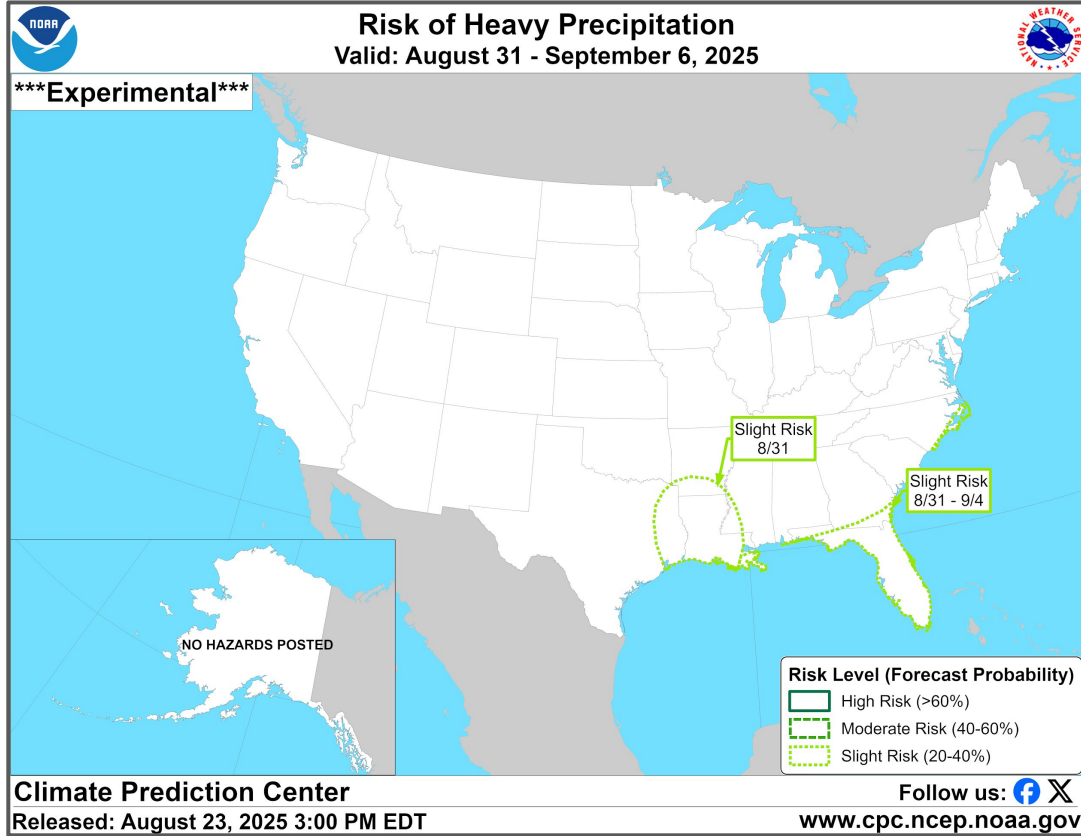 NOAA
Risk of Heavy Precipitation
Valid: August 31 - September 6, 2025
NATIONAL WEATHER SERVICE
***Experimental***
Slight Risk
8/31
Slight Risk
8/31 - 9/4
NO HAZARDS POSTED
Risk Level (Forecast Probability)
High Risk (>60%)
Moderate Risk (40-60%)
Slight Risk (20-40%)
Climate Prediction Center
Follow us:
Released: August 23, 2025 3:00 PM EDT
www.cpc.ncep.noaa.gov